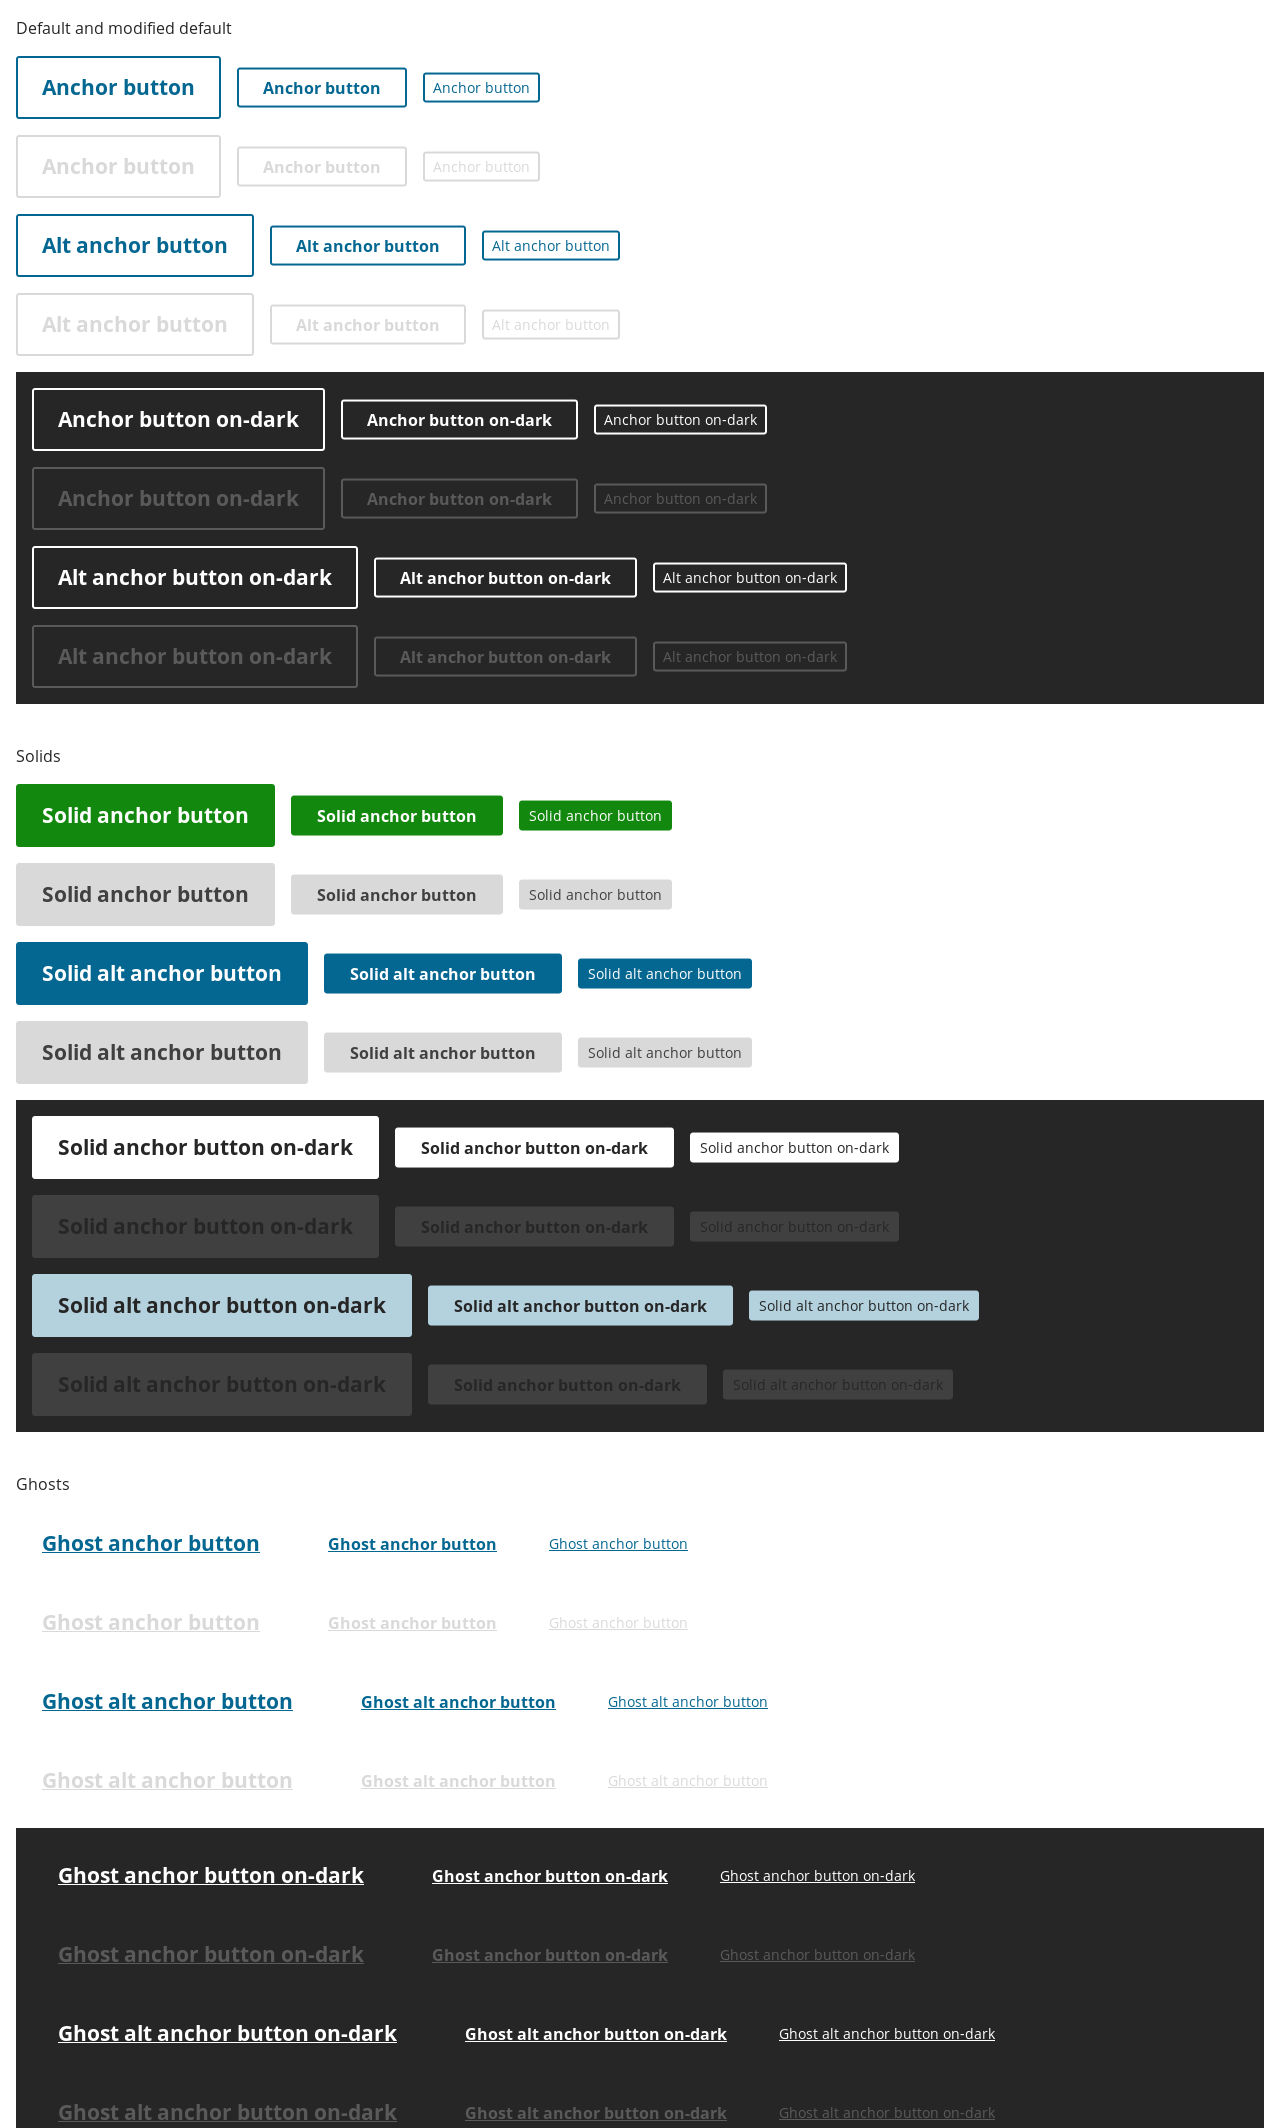 Default and modified default
Anchor button Anchor button Anchor button
Anchor button Anchor button Anchor button
Alt anchor button Alt anchor button Alt anchor button
Alt anchor button Alt anchor button Alt anchor button
Anchor button on-dark Anchor button on-dark Anchor button on-dark
Anchor button on-dark Anchor button on-dark Anchor button on-dark
Alt anchor button on-dark Alt anchor button on-dark Alt anchor button on-dark
Alt anchor button on-dark Alt anchor button on-dark Alt anchor button on-dark
Solids
Solid anchor button Solid anchor button Solid anchor button
Solid anchor button Solid anchor button Solid anchor button
Solid alt anchor button Solid alt anchor button Solid alt anchor button
Solid alt anchor button Solid alt anchor button Solid alt anchor button
Solid anchor button on-dark Solid anchor button on-dark Solid anchor button on-dark
Solid anchor button on-dark Solid anchor button on-dark Solid anchor button on-dark
Solid alt anchor button on-dark Solid alt anchor button on-dark Solid alt anchor button on-dark
Solid alt anchor button on-dark Solid anchor button on-dark Solid alt anchor button on-dark
Ghosts
Ghost anchor button Ghost anchor button Ghost anchor button
Ghost anchor button Ghost anchor button Ghost anchor button
Ghost alt anchor button Ghost alt anchor button Ghost alt anchor button
Ghost alt anchor button Ghost alt anchor button Ghost alt anchor button
Ghost anchor button on-dark Ghost anchor button on-dark Ghost anchor button on-dark
Ghost anchor button on-dark Ghost anchor button on-dark Ghost anchor button on-dark
Ghost alt anchor button on-dark Ghost alt anchor button on-dark Ghost alt anchor button on-dark
Ghost alt anchor button on-dark Ghost alt anchor button on-dark Ghost alt anchor button on-dark